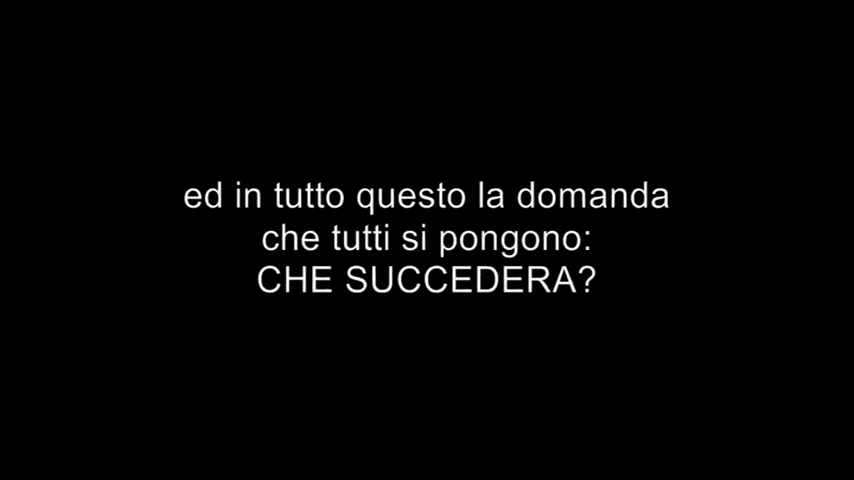 ed in tutto questo la domanda
che tutti si pongono:
CHE SUCCEDERA?